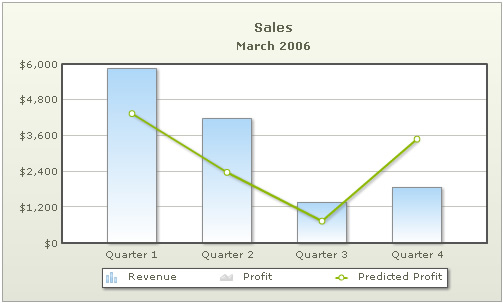 Sales
March 2006
$6,000
$4,800
$3,600
$2,400
$1,200
$0
Quarter 1 Quarter 2 Quarter 3 Quarter 4
Revenue Profit Predicted Profit